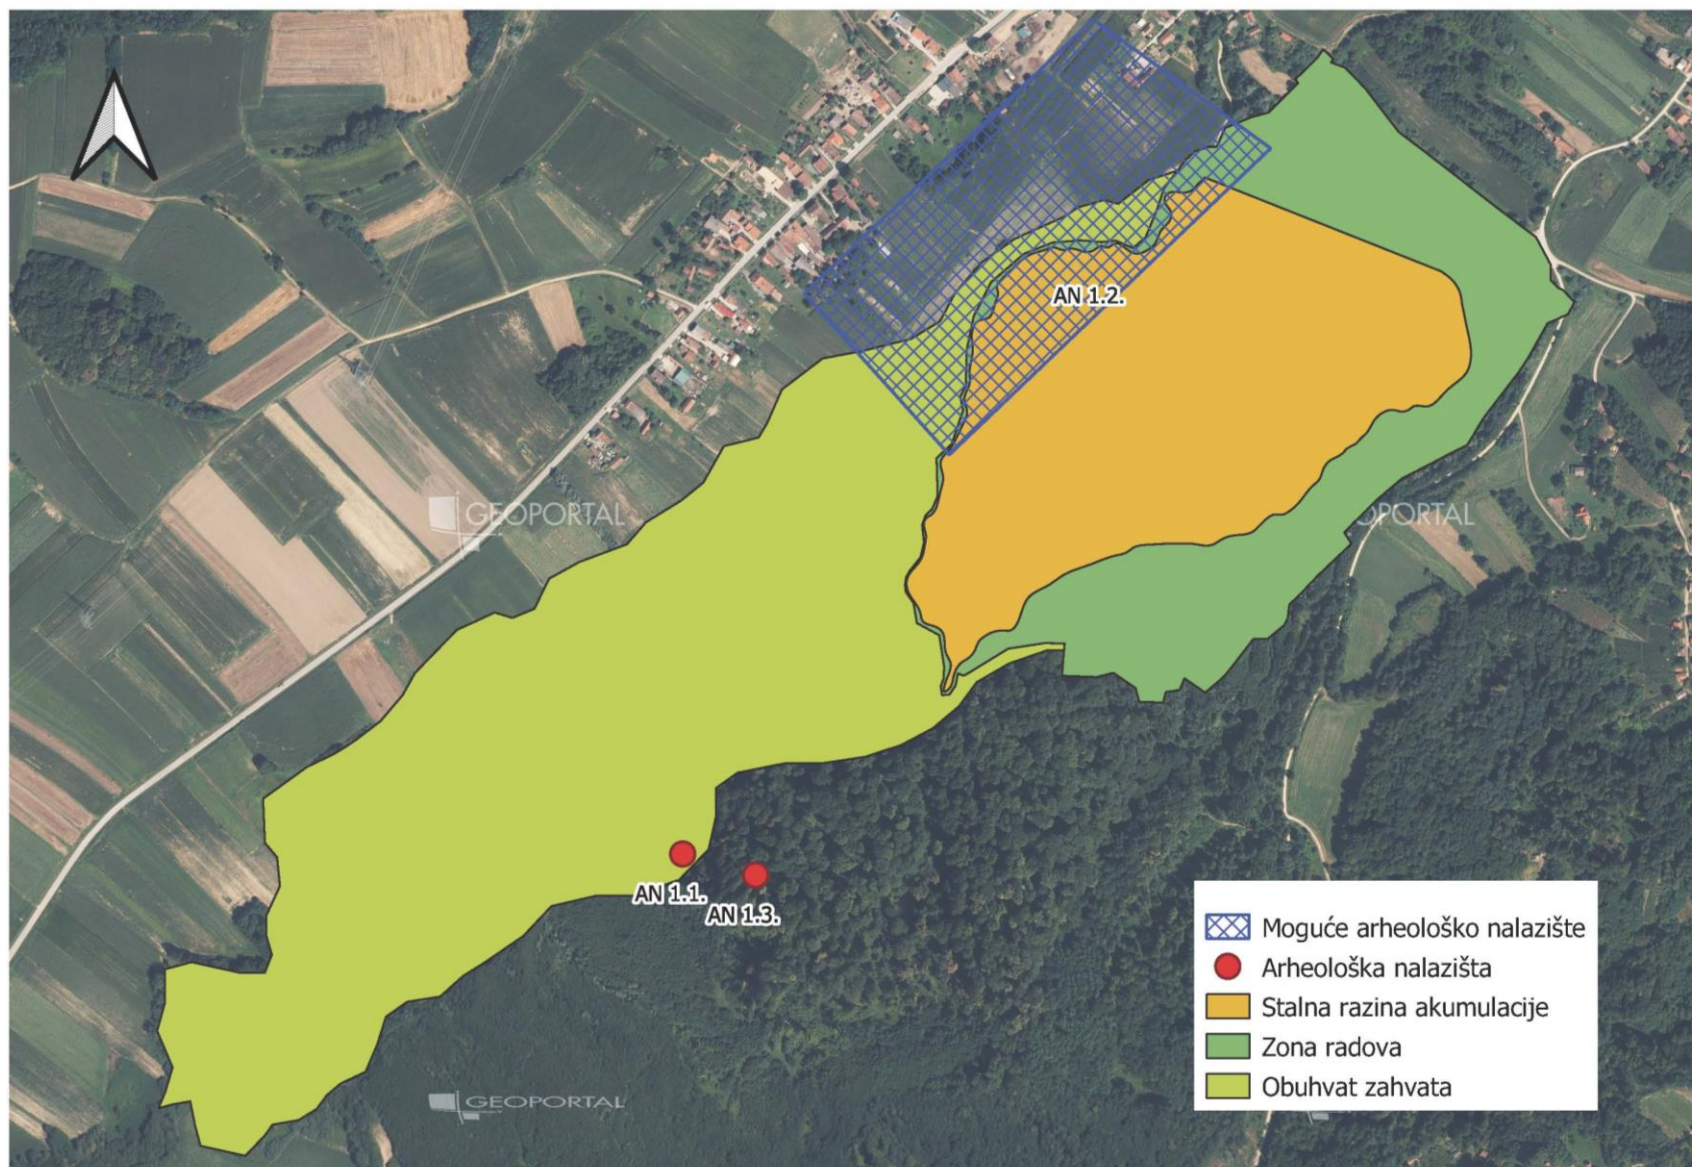 AN 1.2.
GEOPORTAL
OPORTAL
AN 1.1.
AN 1.3.
Moguće arheološko nalazište
Arheološka nalazišta
Stalna razina akumulacije
Zona radova
Obuhvat zahvata
GEOPORTAL